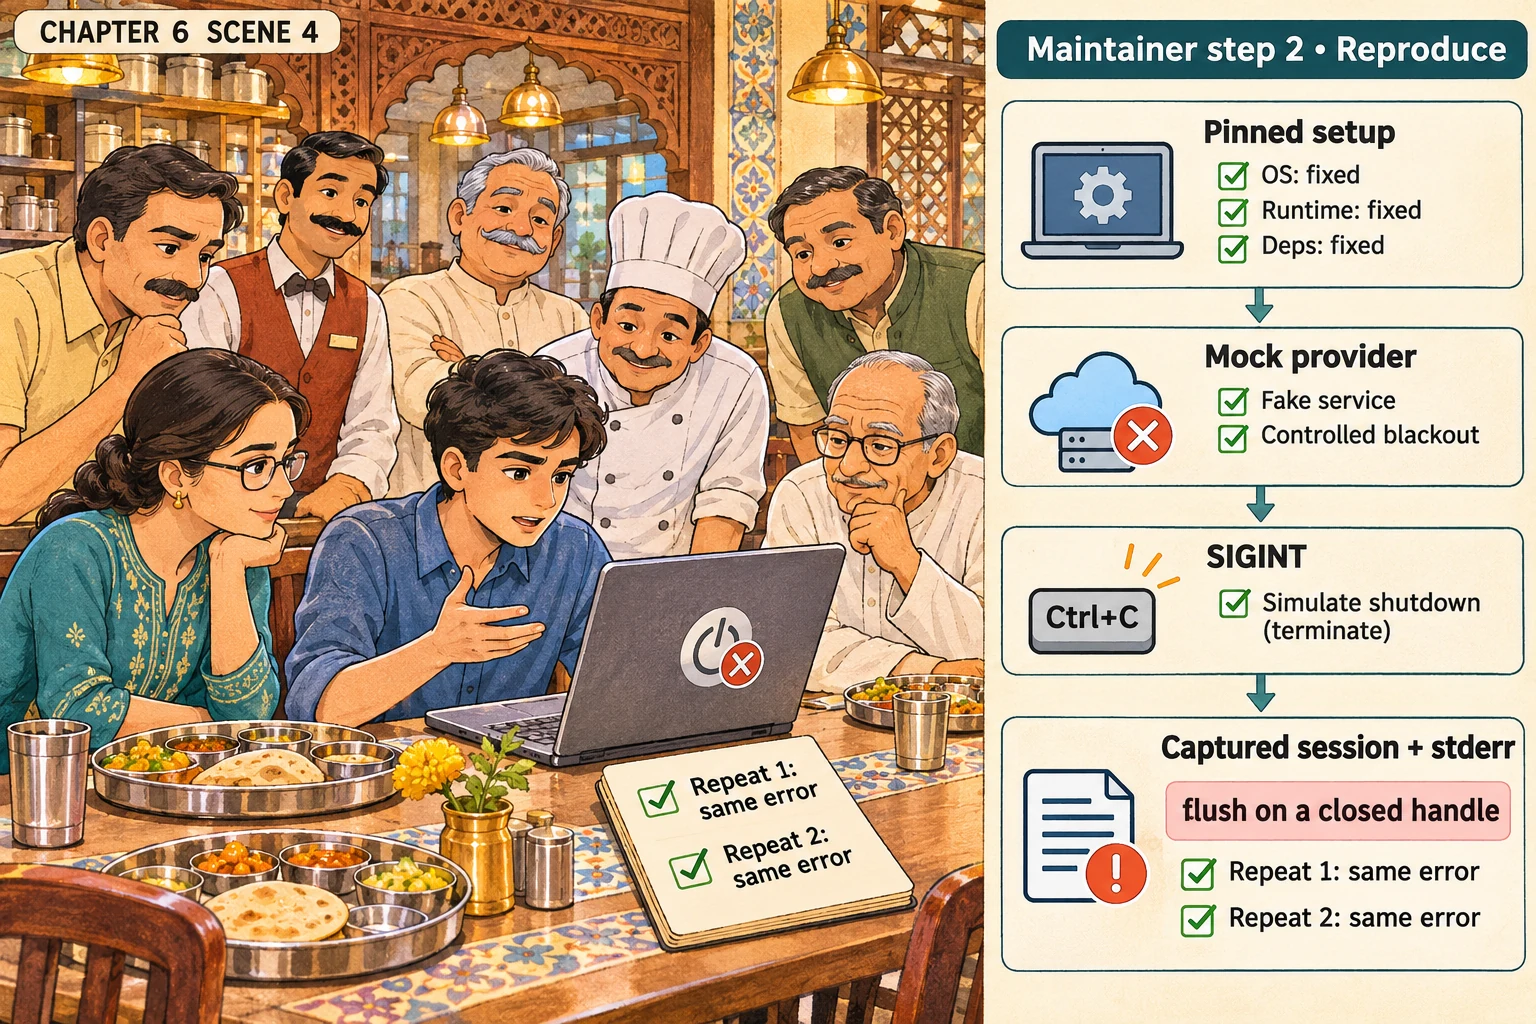 CHAPTER 6 SCENE 4
Repeat 1:
same error
Repeat 2:
same error
Maintainer step 2 • Reproduce
Pinned setup
OS: fixed
Runtime: fixed
Deps: fixed
Mock provider
Fake service
Controlled blackout
SIGINT
Ctrl+C
Simulate shutdown
(terminate)
Captured session + stderr
flush on a closed handle
Repeat 1: same error
Repeat 2: same error